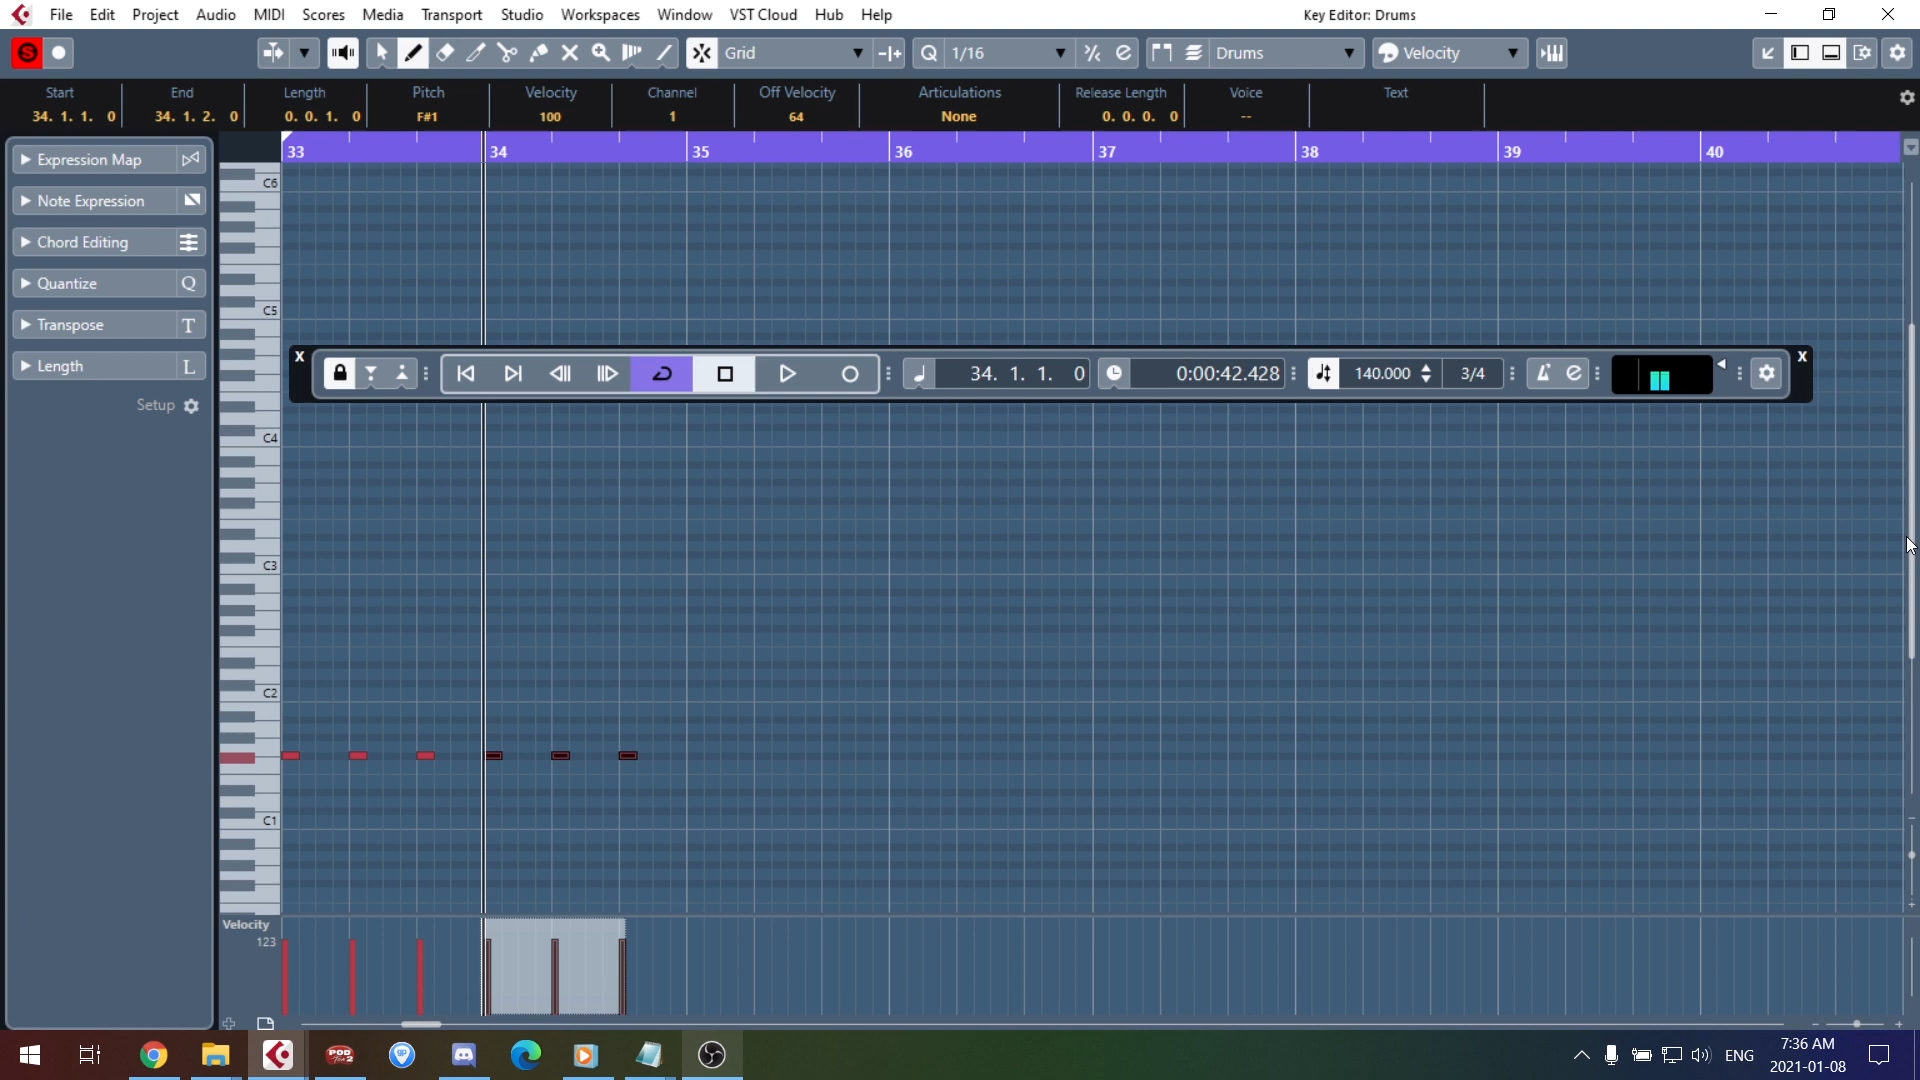 File Edit Project Audio MIDI Scores Media Transport Studio Workspaces Window VST Cloud Hub Help
Key Editor: Drums
S
Grid
Q 1/16
Drums
Velocity
Start End Length Pitch Velocity Channel Off Velocity Articulations Release Length Voice Text
34. 1. 1. 0 34. 1. 2. 0 0. 0. 1. 0 F#1 100 1 64 None 0. 0. 0. 0 --
33 34 35 36 37 38 39 40
Expression Map
Note Expression
Chord Editing
Quantize Q
Transpose T
Length L
Setup
C6
C5
X 34. 1. 1. 0 0:00:42.428 140.000 3/4 X
C4
C3
C2
C1
Velocity
123
POD
2
gp
ENG
7:36 AM
2021-01-08